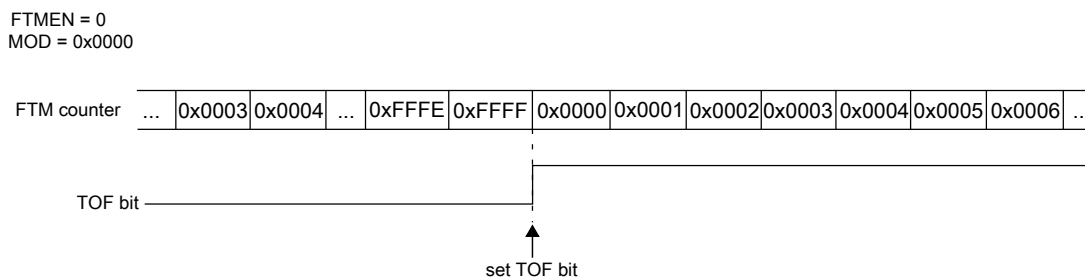 FTMEN = 0
MOD = 0x0000
FTM counter ... 0x0003 0x0004 ... 0xFFFE 0xFFFF 0x0000 0x0001 0x0002 0x0003 0x0004 0x0005 0x0006 ..
TOF bit
set TOF bit